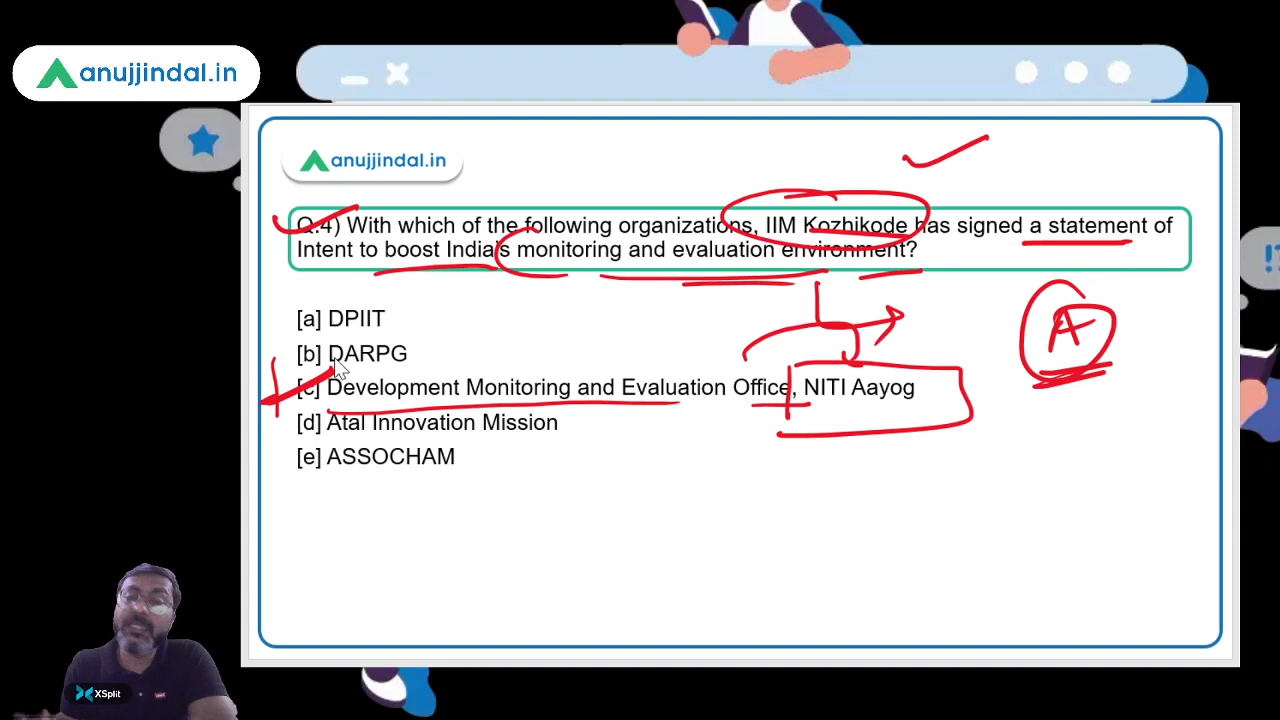 anujjindal.in
anujjindal.in
Q.4) With which of the following organizations, IIM Kozhikode has signed a statement of
Intent to boost India's monitoring and evaluation environment?
A
[a] DPIIT
[b] DARPG
[c] Development Monitoring and Evaluation Office, NITI Aayog
[d] Atal Innovation Mission
[e] ASSOCHAM
XSplit